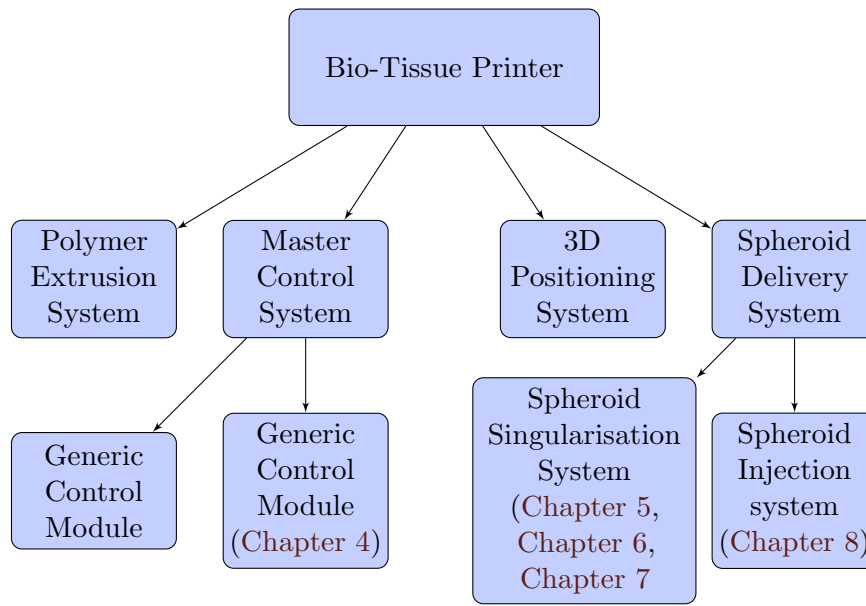 Bio-Tissue Printer
Polymer
Extrusion
System
Master
Control
System
3D
Positioning
System
Spheroid
Delivery
System
Generic
Control
Module
Generic
Control
Module
(Chapter 4)
Spheroid
Singularisation
System
(Chapter 5,
Chapter 6,
Chapter 7
Spheroid
Injection
system
(Chapter 8)